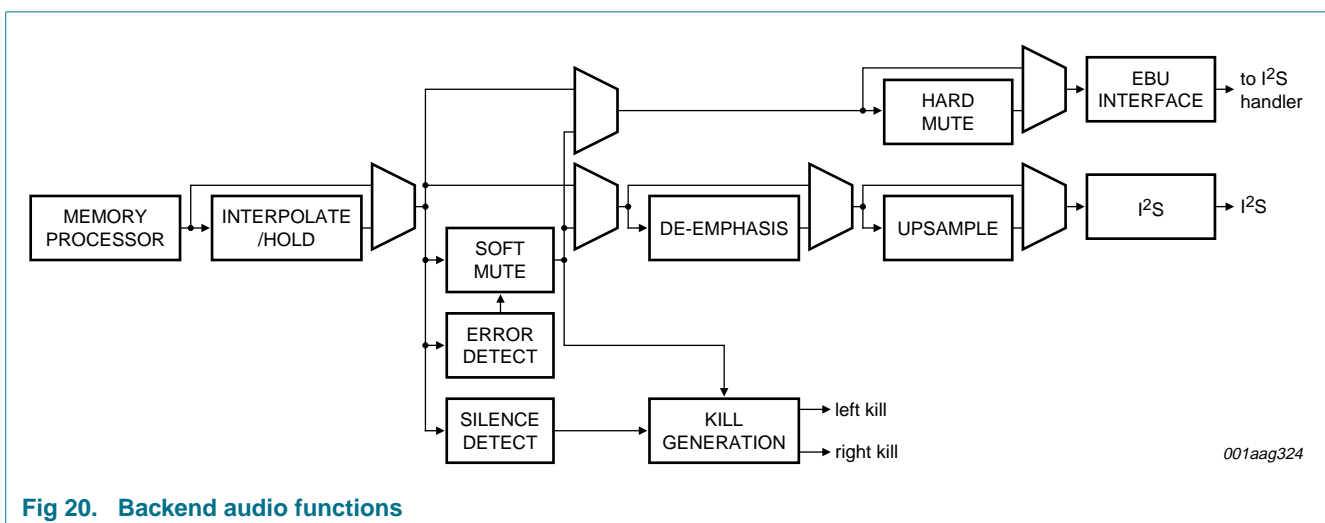 MEMORY
PROCESSOR
INTERPOLATE
/HOLD
SOFT
MUTE
ERROR
DETECT
SILENCE
DETECT
KILL
GENERATION
left kill
right kill
DE-EMPHASIS
UPSAMPLE
I²S
I²S
HARD
MUTE
EBU
INTERFACE
to I²S
handler
001aag324
Fig 20. Backend audio functions